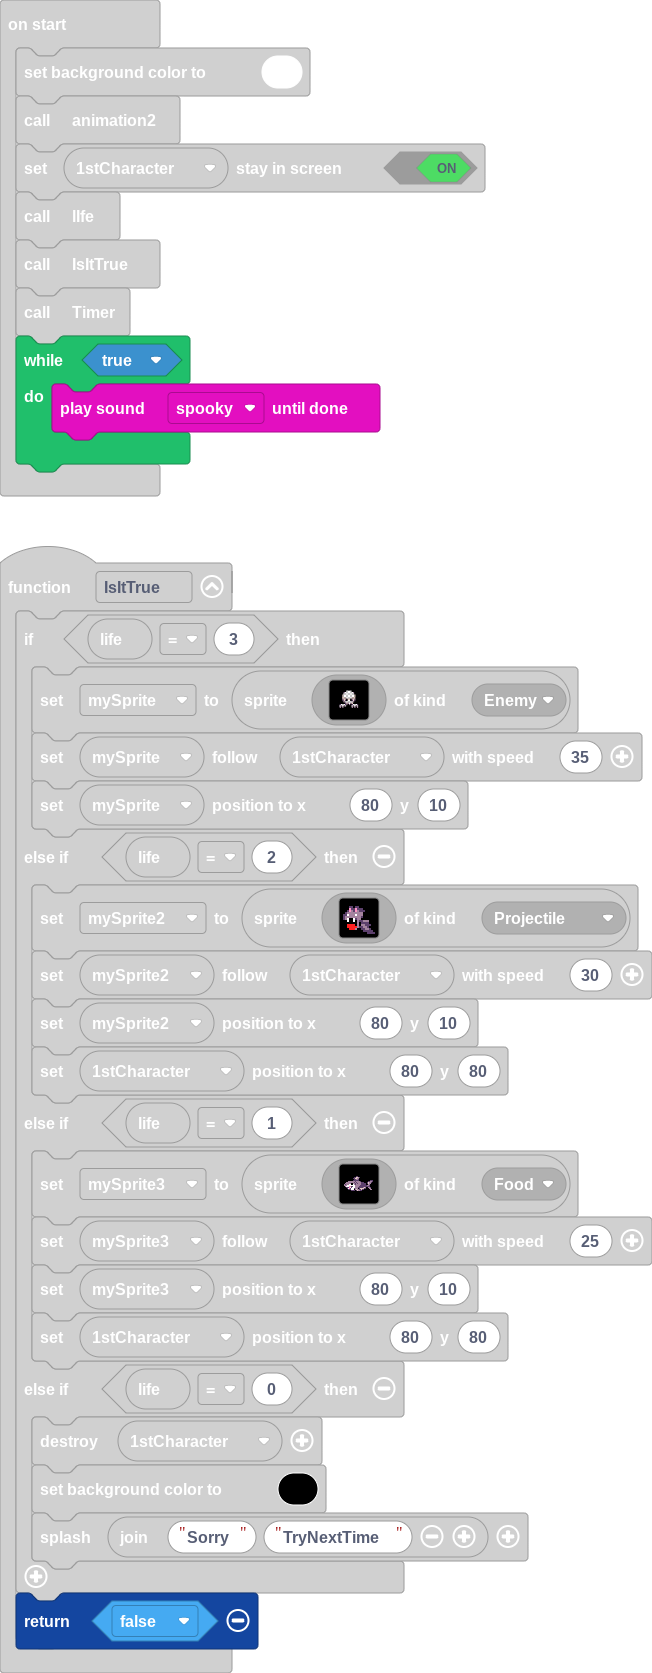 on start
set background color to
call animation2
set 1stCharacter stay in screen ON
call lIfe
call IsItTrue
call Timer
while true
do play sound spooky until done
function IsItTrue
if life = 3 then
set mySprite to sprite of kind Enemy
set mySprite follow 1stCharacter with speed 35
set mySprite position to x 80 y 10
else if life = 2 then
set mySprite2 to sprite of kind Projectile
set mySprite2 follow 1stCharacter with speed 30
set mySprite2 position to x 80 y 10
set 1stCharacter position to x 80 y 80
else if life = 1 then
set mySprite3 to sprite of kind Food
set mySprite3 follow 1stCharacter with speed 25
set mySprite3 position to x 80 y 10
set 1stCharacter position to x 80 y 80
else if life = 0 then
destroy 1stCharacter
set background color to
splash join "Sorry " "TryNextTime "
return false